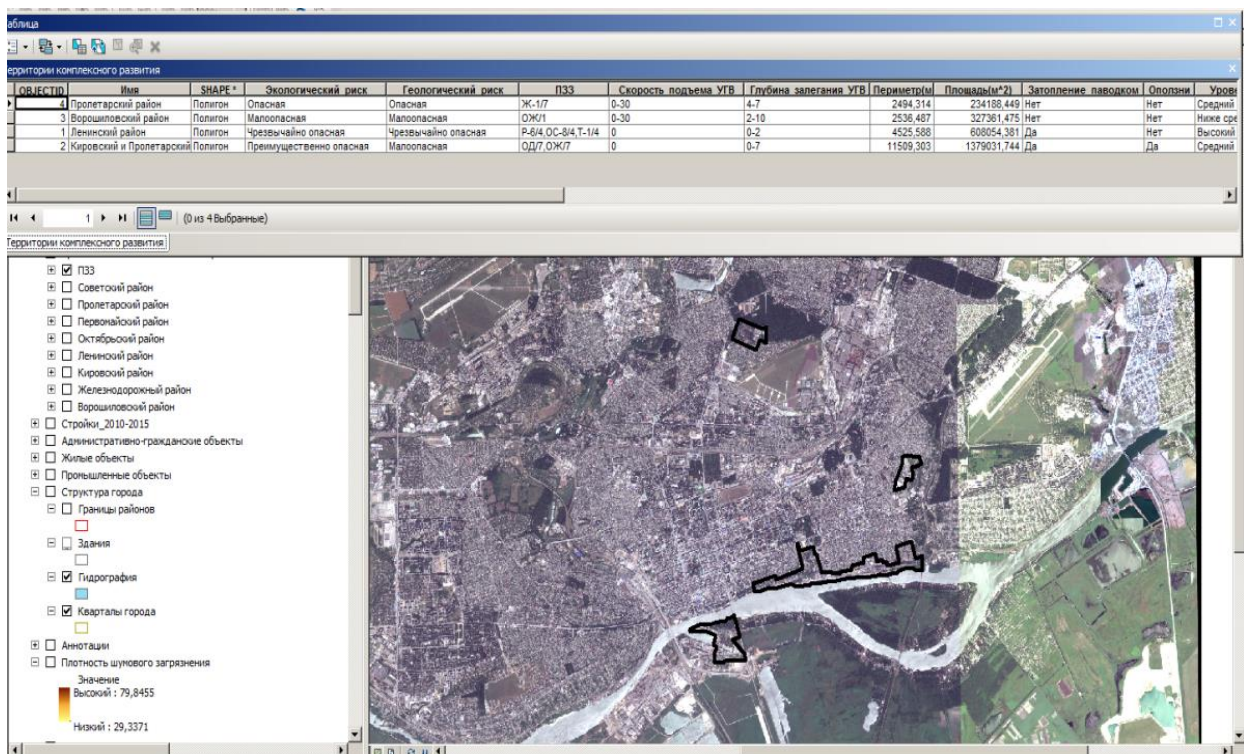 аблица
ерритории комплексного развития
OBJECTID Имя SHAPE * Экологический риск Геологический риск ПЗЗ Скорость подъема УГВ Глубина залегания УГВ Периметр(м Площадь(м^2) Затопление паводком Оползни Урове
4 Пролетарский район Полигон Опасная Опасная Ж-1/7 0-30 4-7 2494,314 234188,449 Нет Нет Средний
3 Ворошиловский район Полигон Малоопасная Малоопасная ОЖ/1 0-30 2-10 2536,487 327361,475 Нет Нет Ниже сре
1 Ленинский район Полигон Чрезвычайно опасная Чрезвычайно опасная Р-6/4,ОС-8/4,Т-1/4 0 0-2 4525,588 608054,381 Да Нет Высокий
2 Кировский и Пролетарский Полигон Преимущественно опасная Малоопасная ОД/7,ОЖ/7 0 0-7 11509,303 1379031,744 Да Да Средний
1 (0 из 4 Выбранные)
Территории комплексного развития
ПЗЗ
Советский район
Пролетарский район
Первомайский район
Октябрьский район
Ленинский район
Кировский район
Железнодорожный район
Ворошиловский район
Стройки_2010-2015
Административно-гражданские объекты
Жилые объекты
Промышленные объекты
Структура города
Границы районов
Здания
Гидрография
Кварталы города
Аннотации
Плотность шумового загрязнения
Значение
Высокий : 79,8455
Низкий : 29,3371